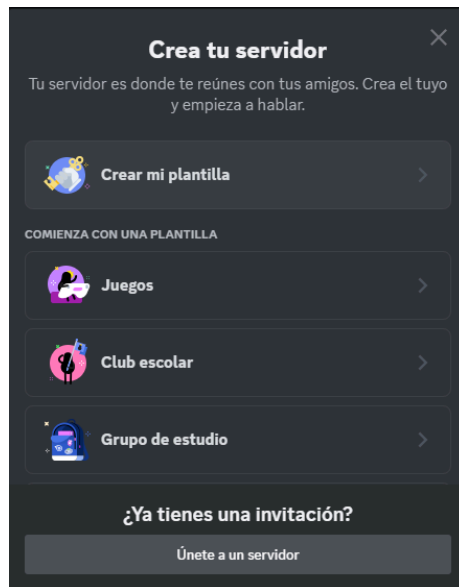 Crea tu servidor
Tu servidor es donde te reúnes con tus amigos. Crea el tuyo
y empieza a hablar.
Crear mi plantilla
COMIENZA CON UNA PLANTILLA
Juegos
Club escolar
Grupo de estudio
¿Ya tienes una invitación?
Únete a un servidor